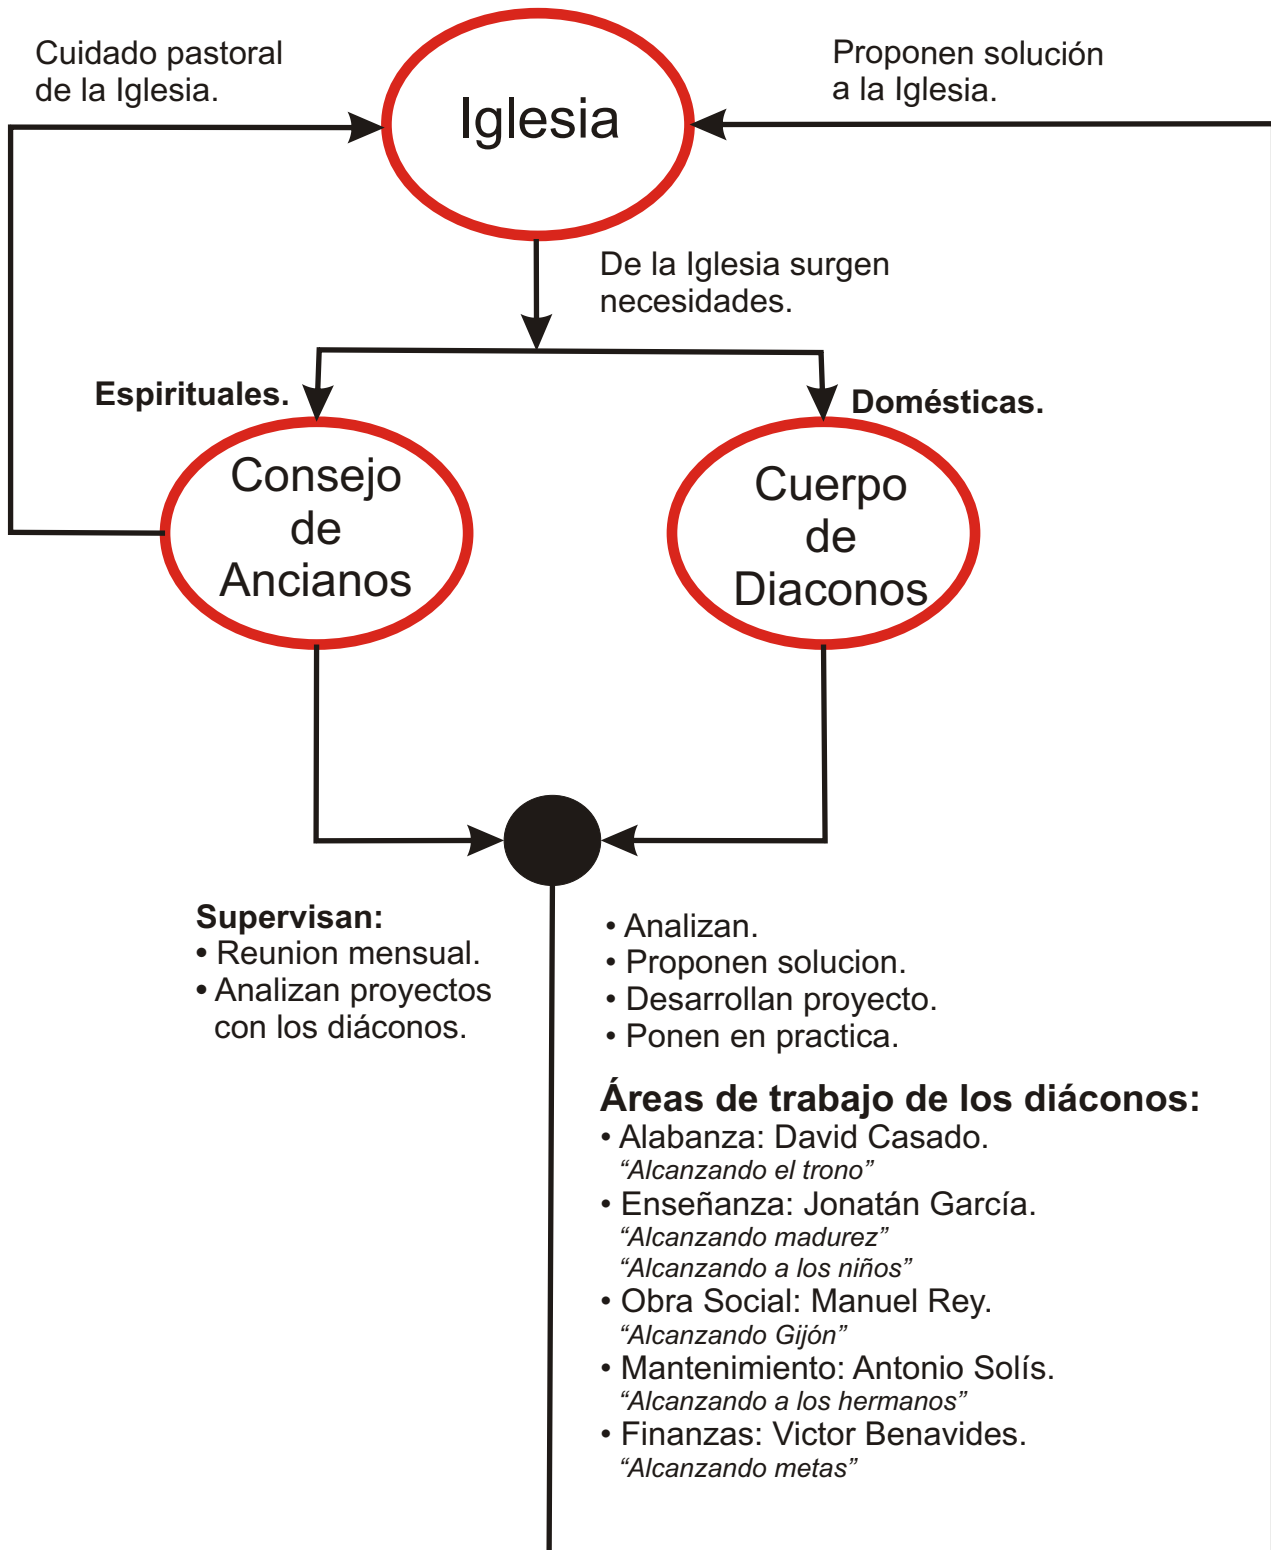 Cuidado pastoral
de la Iglesia.
Proponen solución
a la Iglesia.
Iglesia
De la Iglesia surgen
necesidades.
Espirituales.
Domésticas.
Consejo
de
Ancianos
Cuerpo
de
Diaconos
Supervisan:
• Reunion mensual.
• Analizan proyectos
con los diáconos.
• Analizan.
• Proponen solucion.
• Desarrollan proyecto.
• Ponen en practica.
Áreas de trabajo de los diáconos:
• Alabanza: David Casado.
“Alcanzando el trono”
• Enseñanza: Jonatán García.
“Alcanzando madurez”
“Alcanzando a los niños”
• Obra Social: Manuel Rey.
“Alcanzando Gijón”
• Mantenimiento: Antonio Solís.
“Alcanzando a los hermanos”
• Finanzas: Victor Benavides.
“Alcanzando metas”